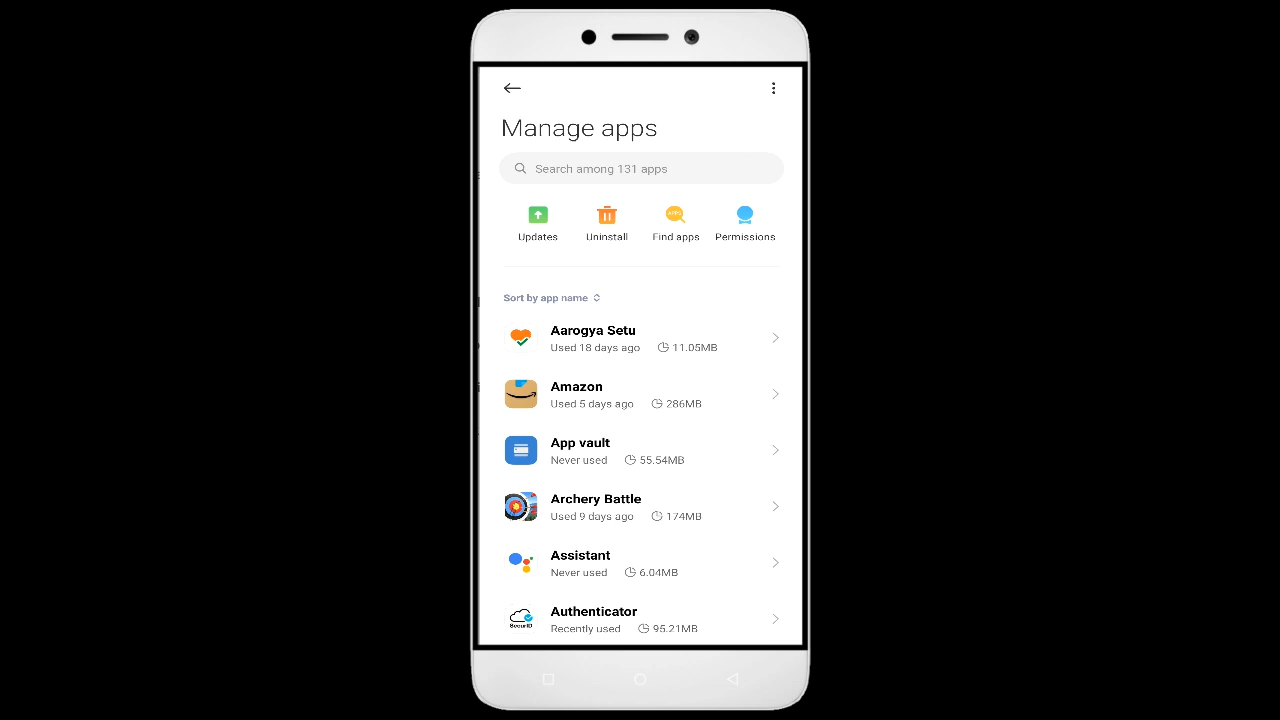 Manage apps
Search among 131 apps
Updates
Uninstall
APPS
Find apps
Permissions
Sort by app name
Aarogya Setu
Used 18 days ago 11.05MB
Amazon
Used 5 days ago 286MB
App vault
Never used 55.54MB
Archery Battle
Used 9 days ago 174MB
Assistant
Never used 6.04MB
Authenticator
SecurID
Recently used 95.21MB